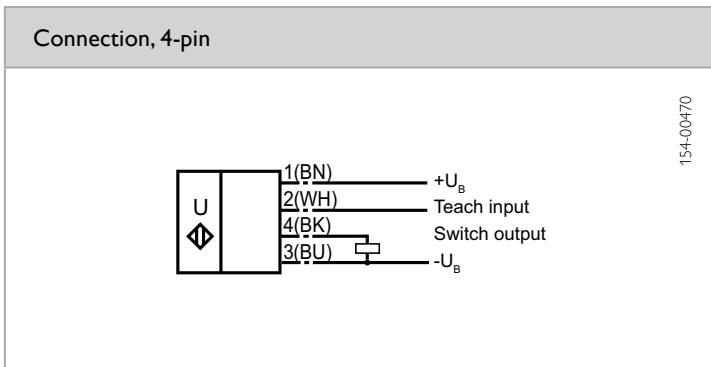 Connection, 4-pin
154-00470
U
1(BN)
+U_B
2(WH)
Teach input
4(BK)
Switch output
3(BU)
-U_B